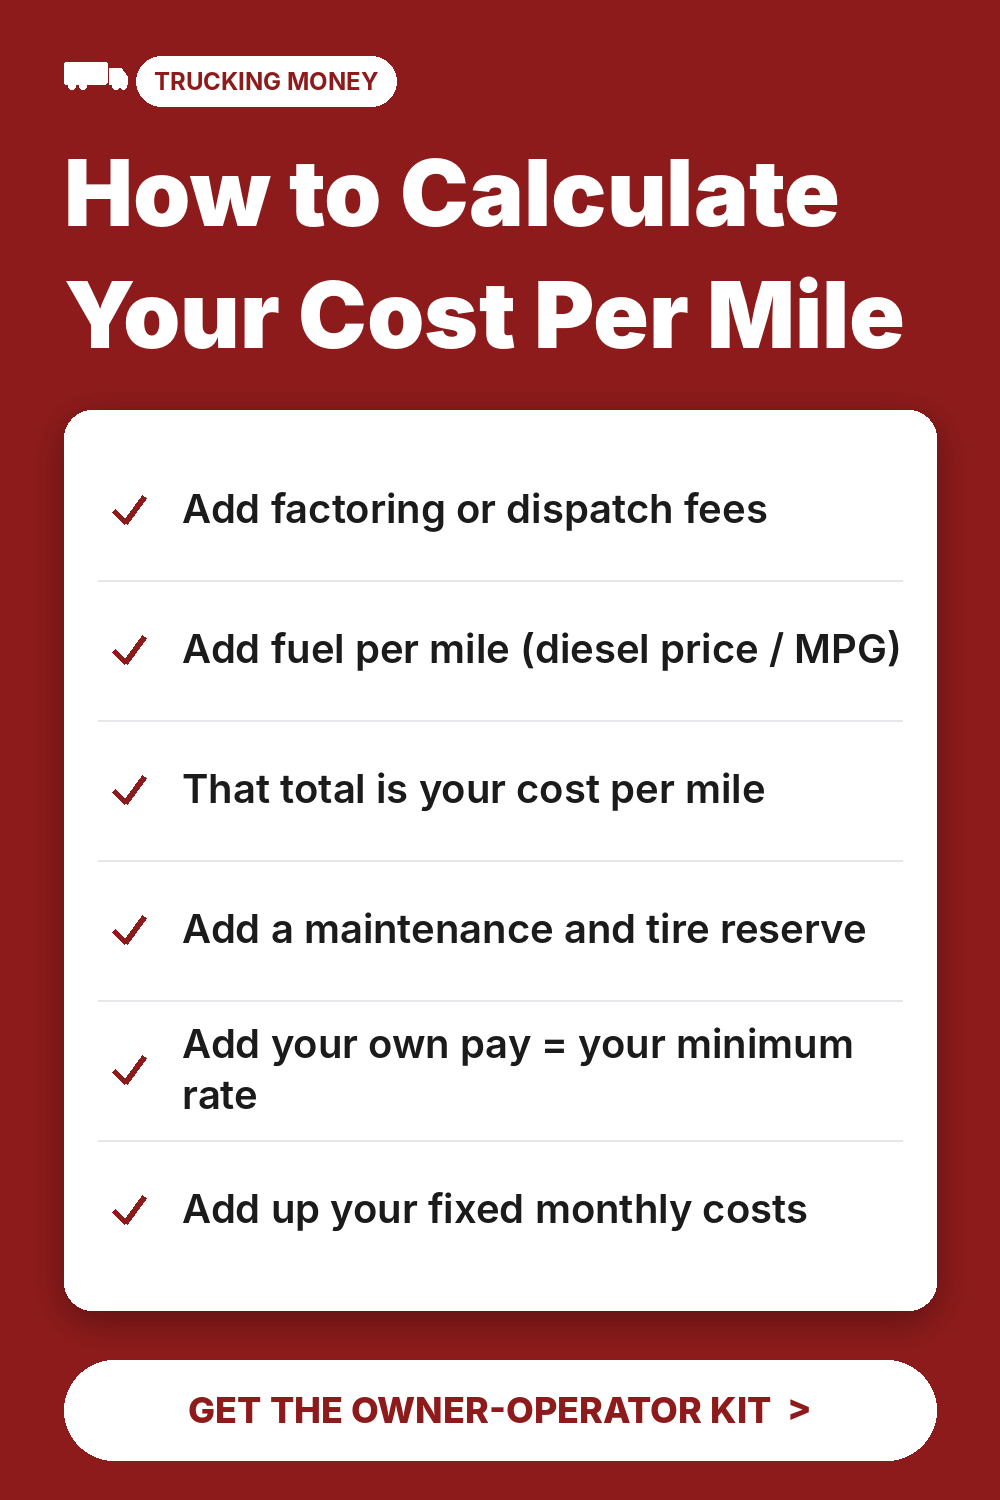 TRUCKING MONEY
How to Calculate
Your Cost Per Mile
Add factoring or dispatch fees
Add fuel per mile (diesel price / MPG)
That total is your cost per mile
Add a maintenance and tire reserve
Add your own pay = your minimum
rate
Add up your fixed monthly costs
GET THE OWNER-OPERATOR KIT >